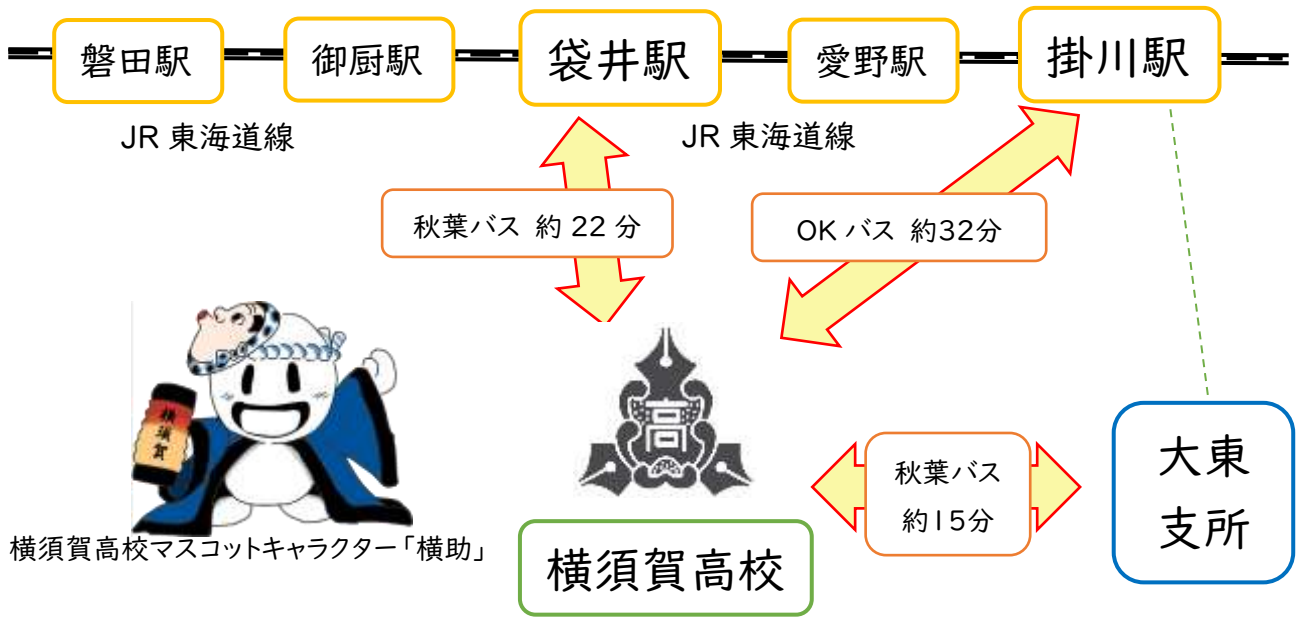 磐田駅
御厨駅
袋井駅
愛野駅
掛川駅
JR 東海道線
JR 東海道線
秋葉バス 約 22 分
OK バス 約32分
横須賀
高
秋葉バス
約15分
大東
支所
横須賀高校マスコットキャラクター「横助」
横須賀高校